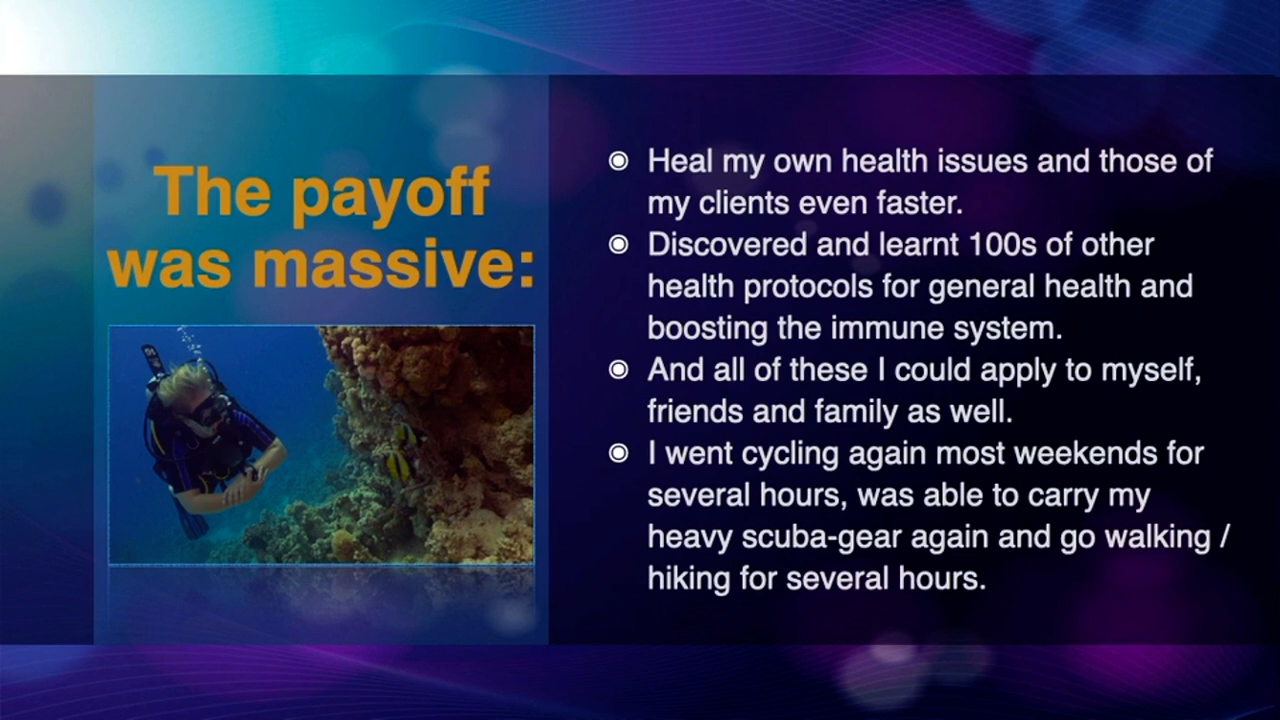 The payoff
was massive:
Heal my own health issues and those of
my clients even faster.
Discovered and learnt 100s of other
health protocols for general health and
boosting the immune system.
And all of these I could apply to myself,
friends and family as well.
I went cycling again most weekends for
several hours, was able to carry my
heavy scuba-gear again and go walking /
hiking for several hours.